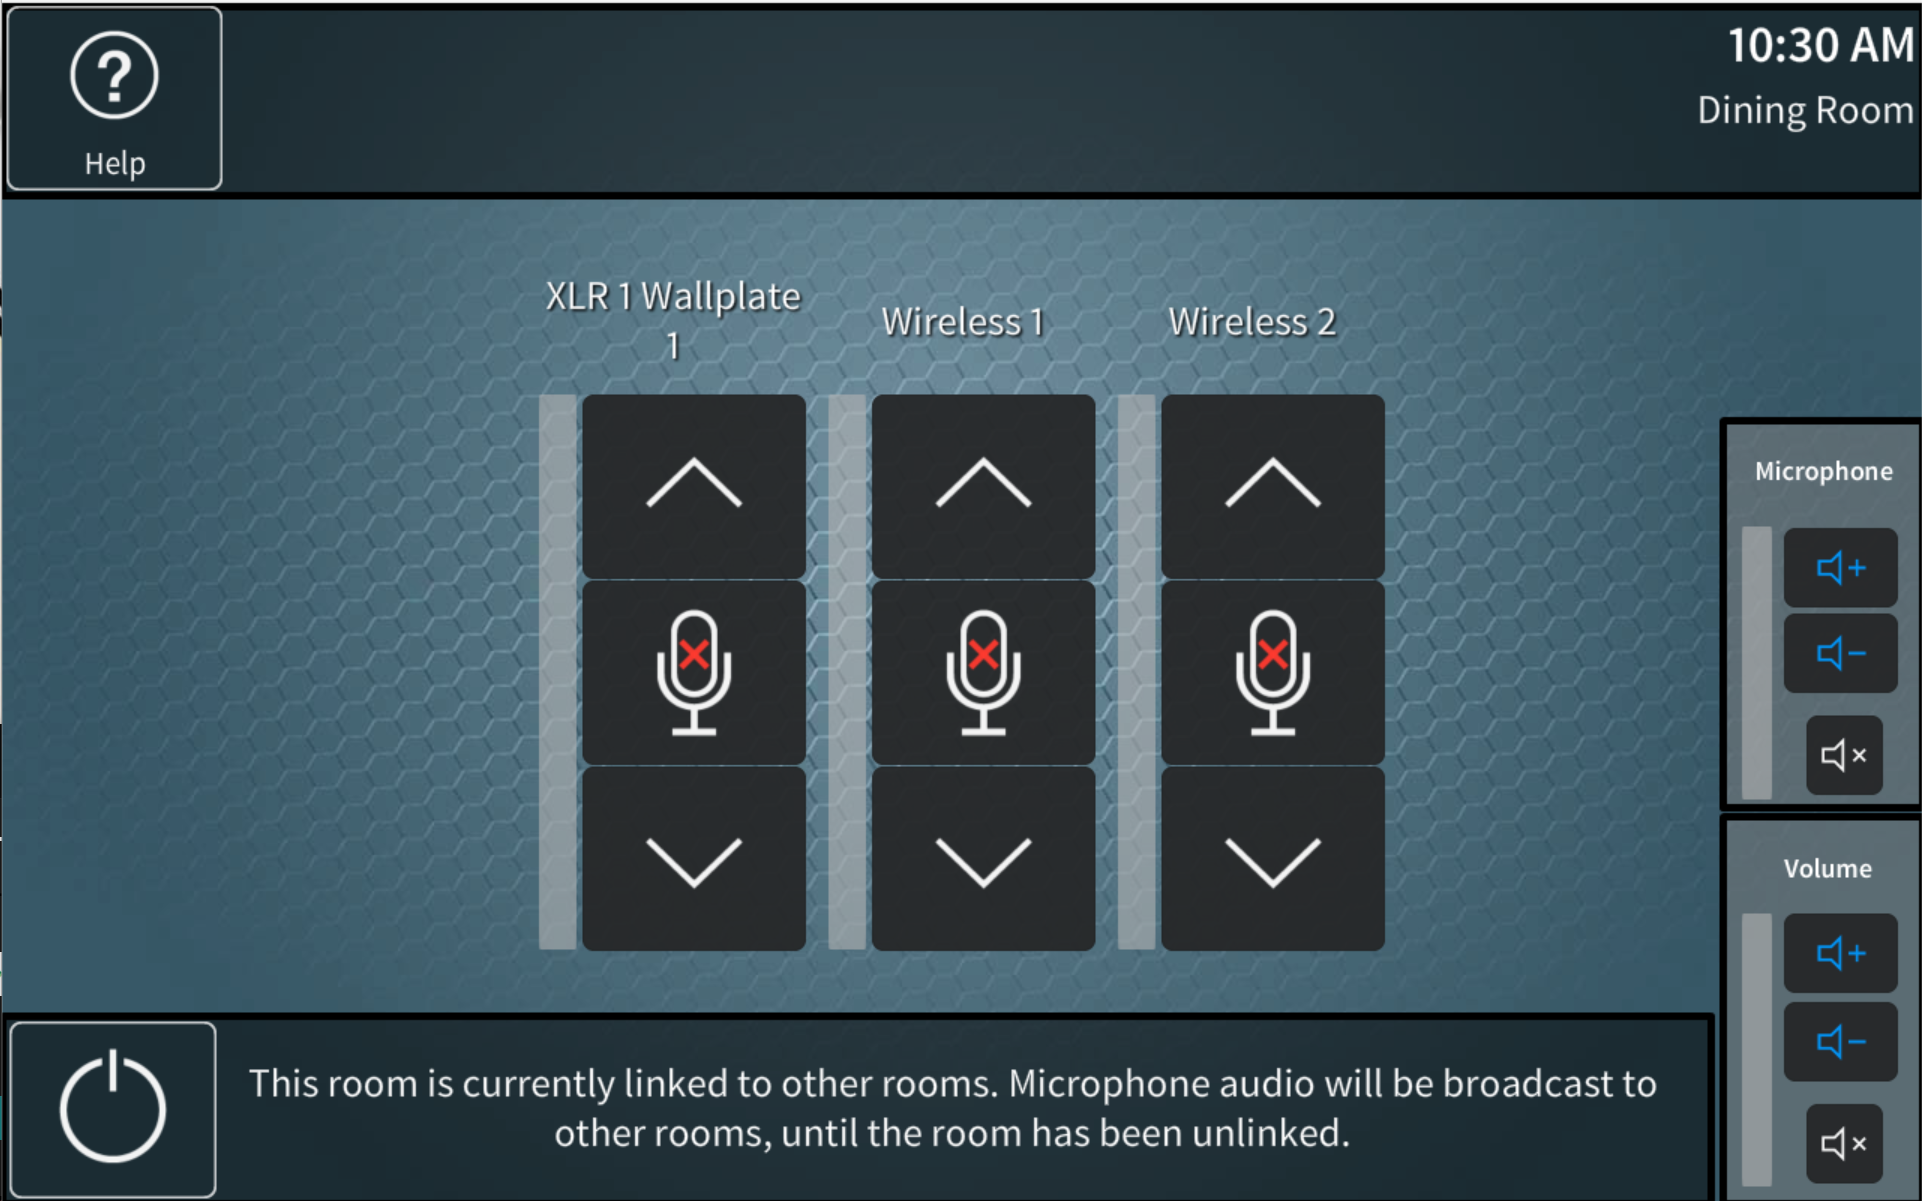 Help
10:30 AM
Dining Room
XLR 1 Wallplate
1
Wireless 1
Wireless 2
Microphone
Volume
This room is currently linked to other rooms. Microphone audio will be broadcast to
other rooms, until the room has been unlinked.